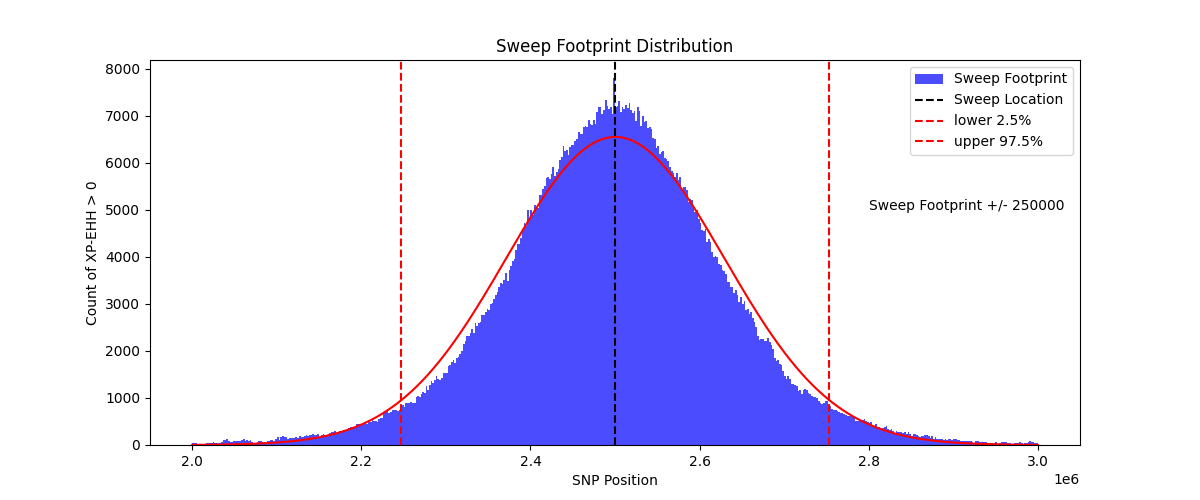 Sweep Footprint Distribution
8000
7000
6000
5000
4000
3000
2000
1000
0
Count of XP-EHH > 0
Sweep Footprint
Sweep Location
lower 2.5%
upper 97.5%
Sweep Footprint +/- 250000
2.0
2.2
2.4
2.6
2.8
3.0
1e6
SNP Position